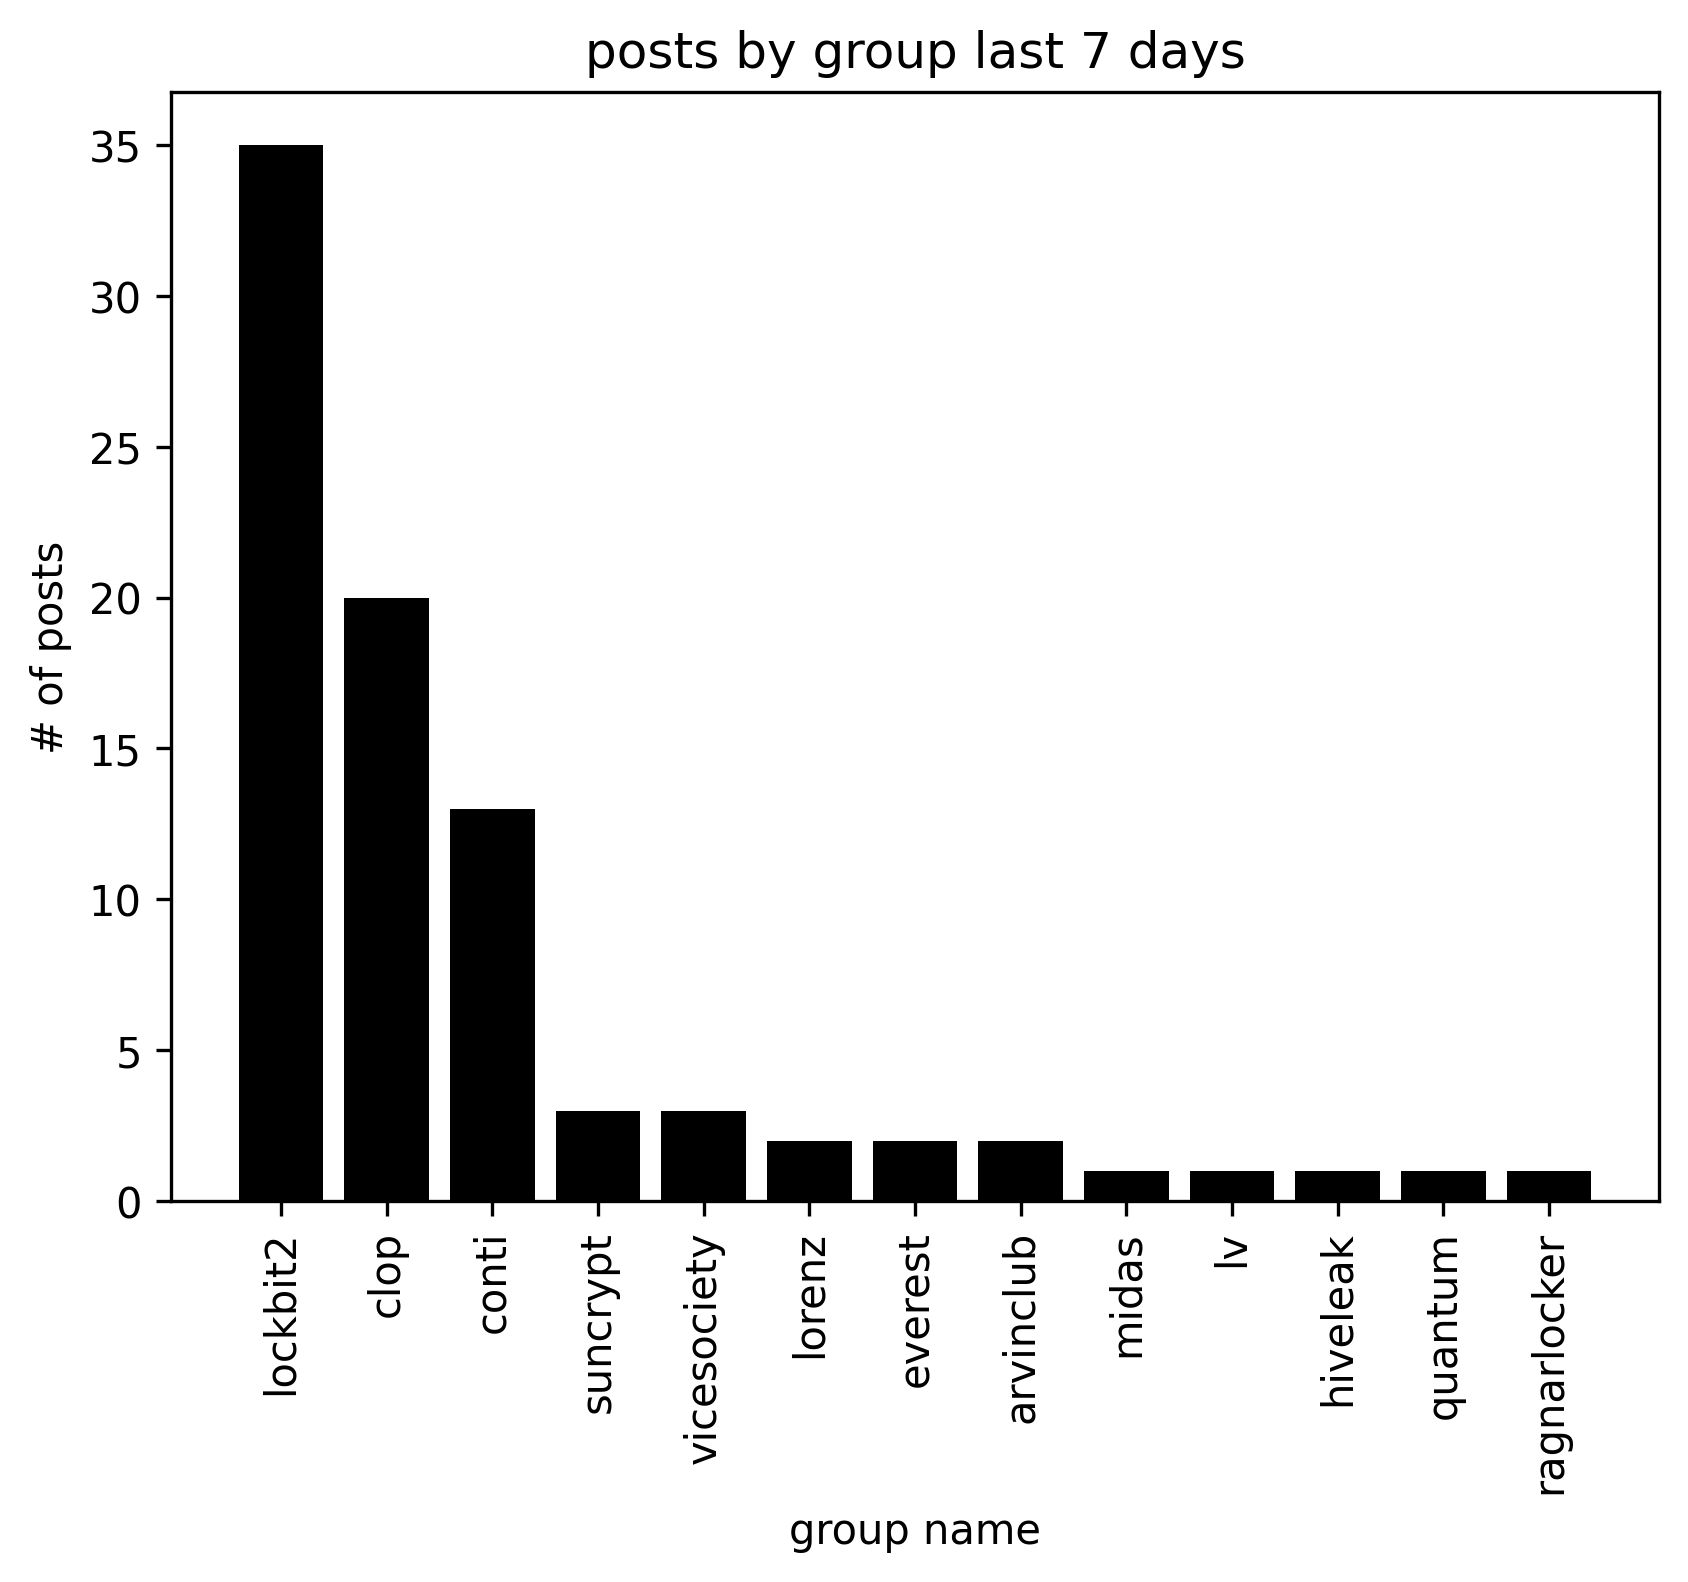 posts by group last 7 days
# of posts
35
30
25
20
15
10
5
0
lockbit2
clop
conti
suncrypt
vicesociety
lorenz
everest
arvinclub
midas
lv
hiveleak
quantum
ragnarlocker
group name